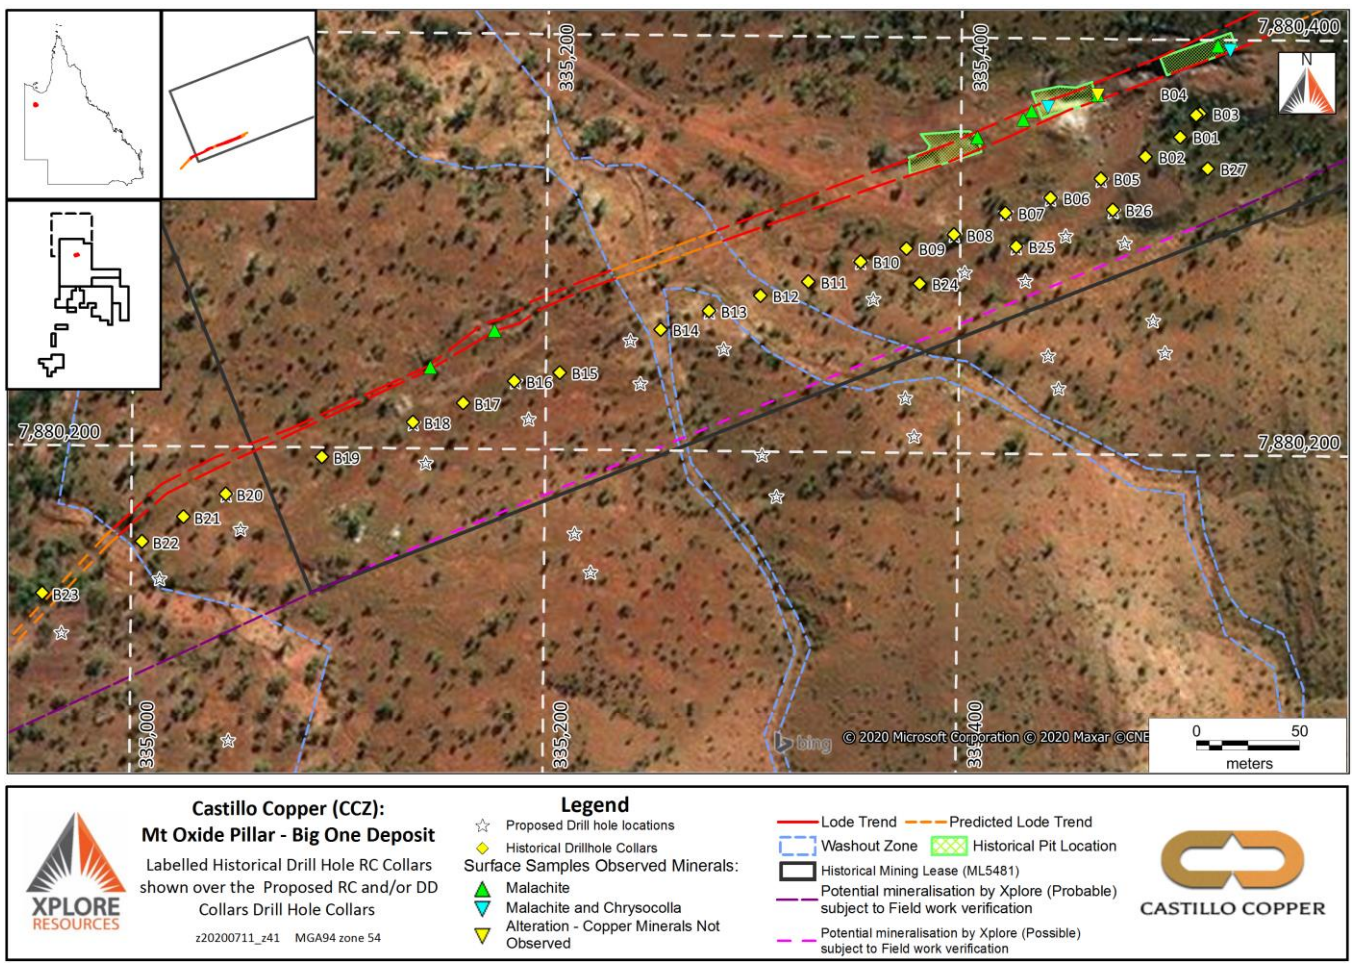 335,200
335,400
7,880,400
N
B04
B03
B01
B02
B27
B05
B06
B26
B07
B08
B25
B09
B10
B24
B11
B12
B13
B14
B15
B16
B17
B18
7,880,200
7,880,200
B19
B20
B21
B22
B23
335,000
335,200
335,400
bing
© 2020 Microsoft Corporation © 2020 Maxar ©CNE
0 50
meters
XPLORE
RESOURCES
Castillo Copper (CCZ):
Mt Oxide Pillar - Big One Deposit
Labelled Historical Drill Hole RC Collars
shown over the Proposed RC and/or DD
Collars Drill Hole Collars
z20200711_z41 MGA94 zone 54
Legend
Proposed Drill hole locations
Historical Drillhole Collars
Surface Samples Observed Minerals:
Malachite
Malachite and Chrysocolla
Alteration - Copper Minerals Not
Observed
Lode Trend Predicted Lode Trend
Washout Zone Historical Pit Location
Historical Mining Lease (ML5481)
Potential mineralisation by Xplore (Probable)
subject to Field work verification
Potential mineralisation by Xplore (Possible)
subject to Field work verification
CASTILLO COPPER